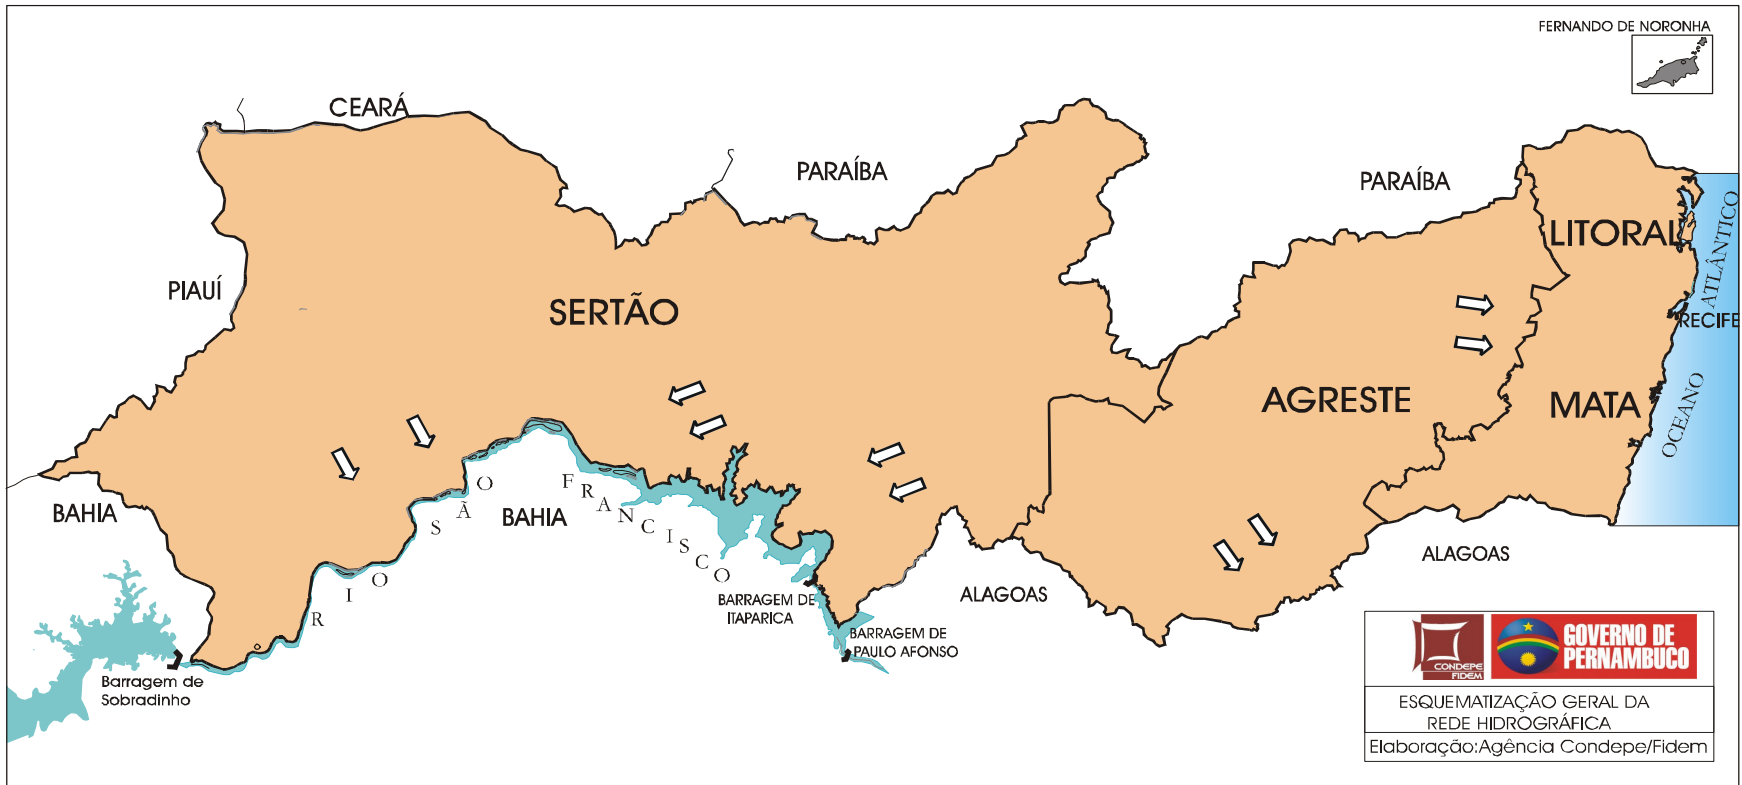 FERNANDO DE NORONHA
CEARÁ
PARAÍBA
PARAÍBA
PIAUÍ
SERTÃO
LITORAL
OCEANO ATLÂNTICO
RECIFE
AGRESTE
MATA
BAHIA
RIO SÃO FRANCISCO
BAHIA
ALAGOAS
ALAGOAS
BARRAGEM DE
ITAPARICA
BARRAGEM DE
PAULO AFONSO
Barragem de
Sobradinho
CONDEPE
FIDEM
GOVERNO DE
PERNAMBUCO
ESQUEMATIZAÇÃO GERAL DA
REDE HIDROGRÁFICA
Elaboração:Agência Condepe/Fidem